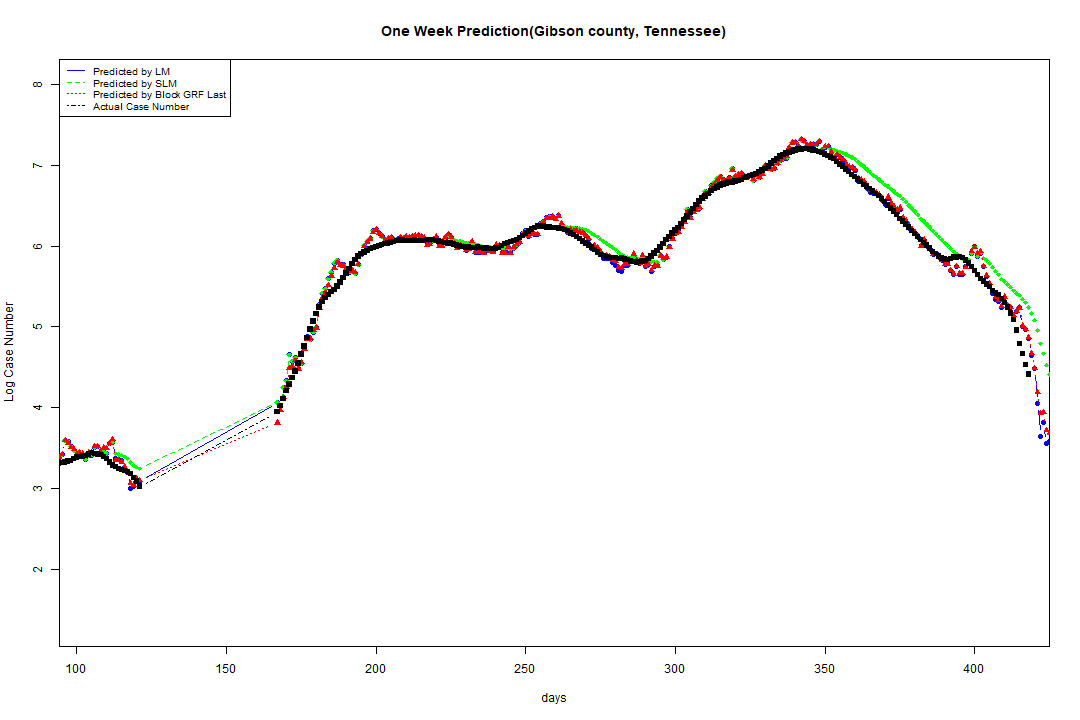 One Week Prediction(Gibson county, Tennessee)
Predicted by LM
Predicted by SLM
Predicted by Block GRF Last
Actual Case Number
8
7
6
5
4
3
2
Log Case Number
100 150 200 250 300 350 400
days